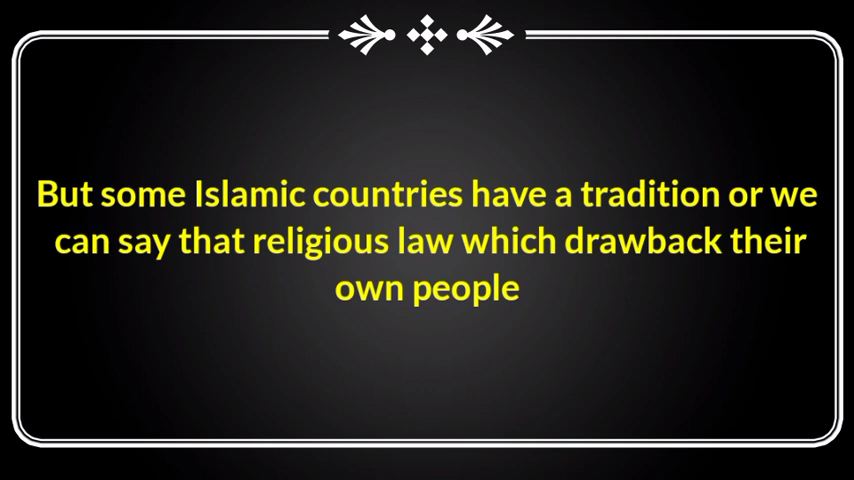 But some Islamic countries have a tradition or we
can say that religious law which drawback their
own people